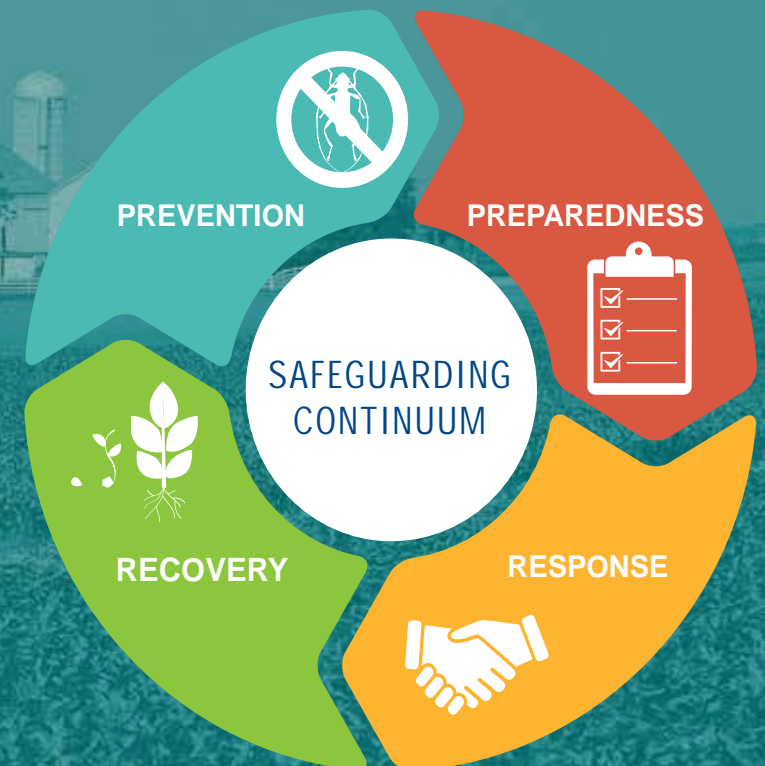 PREVENTION
PREPAREDNESS
SAFEGUARDING
CONTINUUM
RECOVERY
RESPONSE